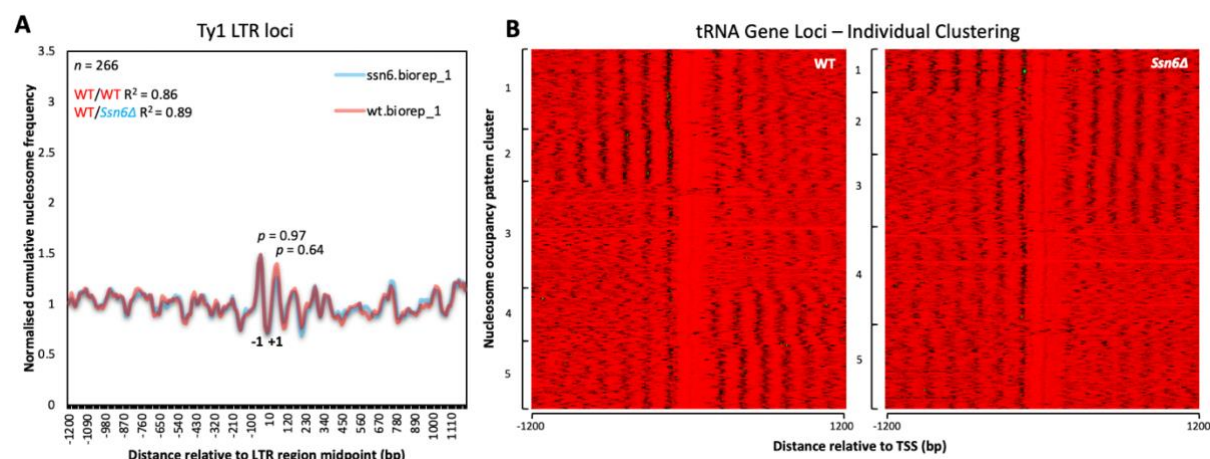 A
Ty1 LTR loci
Normalised cumulative nucleosome frequency
3.5
3
2.5
2
1.5
1
0.5
0
n = 266
WT/WT R² = 0.86
WT/Ssn6Δ R² = 0.89
ssn6.biorep_1
wt.biorep_1
p = 0.97
p = 0.64
-1 +1
-1200
-1090
-980
-870
-760
-650
-540
-430
-320
-210
-100
10
120
230
340
450
560
670
780
890
1000
1110
Distance relative to LTR region midpoint (bp)
B
tRNA Gene Loci – Individual Clustering
Nucleosome occupancy pattern cluster
WT
1
2
3
4
5
-1200
1200
Distance relative to TSS (bp)
Ssn6Δ
1
2
3
4
5
-1200
1200
Distance relative to TSS (bp)